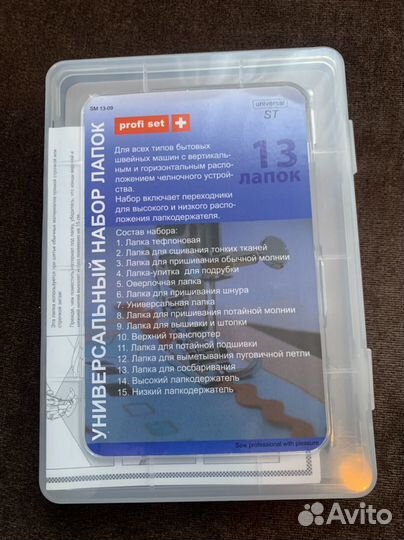 SM 13-09
universal
ST
profi set
13
лапок
УНИВЕРСАЛЬНЫЙ НАБОР ЛАПОК
Для всех типов бытовых
швейных машин с вертикаль-
ным и горизонтальным распо-
ложением челночного устрой-
ства.
Набор включает переходники
для высокого и низкого распо-
ложения лапкодержателя.
Состав набора:
1. Лапка тефлоновая
2. Лапка для сшивания тонких тканей
3. Лапка для пришивания обычной молнии
4. Лапка-улитка для подрубки
5. Оверлочная лапка
6. Лапка для пришивания шнура
7. Универсальная лапка
8. Лапка для пришивания потайной молнии
9. Лапка для вышивки и штопки
10. Верхний транспортер
11. Лапка для потайной подшивки
12. Лапка для выметывания пуговичной петли
13. Лапка для сосбаривания
14. Высокий лапкодержатель
15. Низкий лапкодержатель
Sew professional with pleasure
Avito